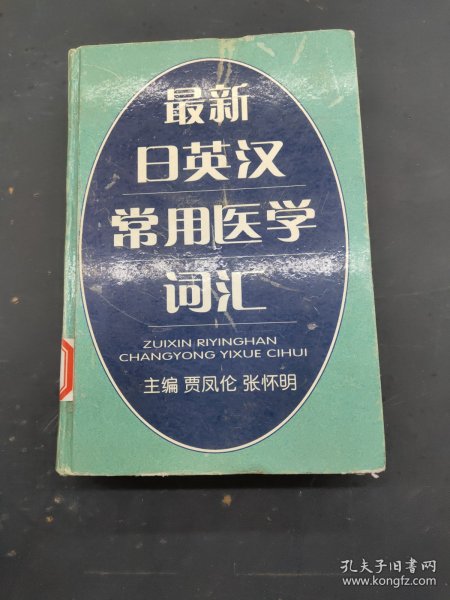 最新
日英汉
常用医学
词汇
ZUIXIN RIYINGHAN
CHANGYONG YIXUE CIHUI
主编 贾凤伦 张怀明
孔夫子旧书网
www.kongfz.com